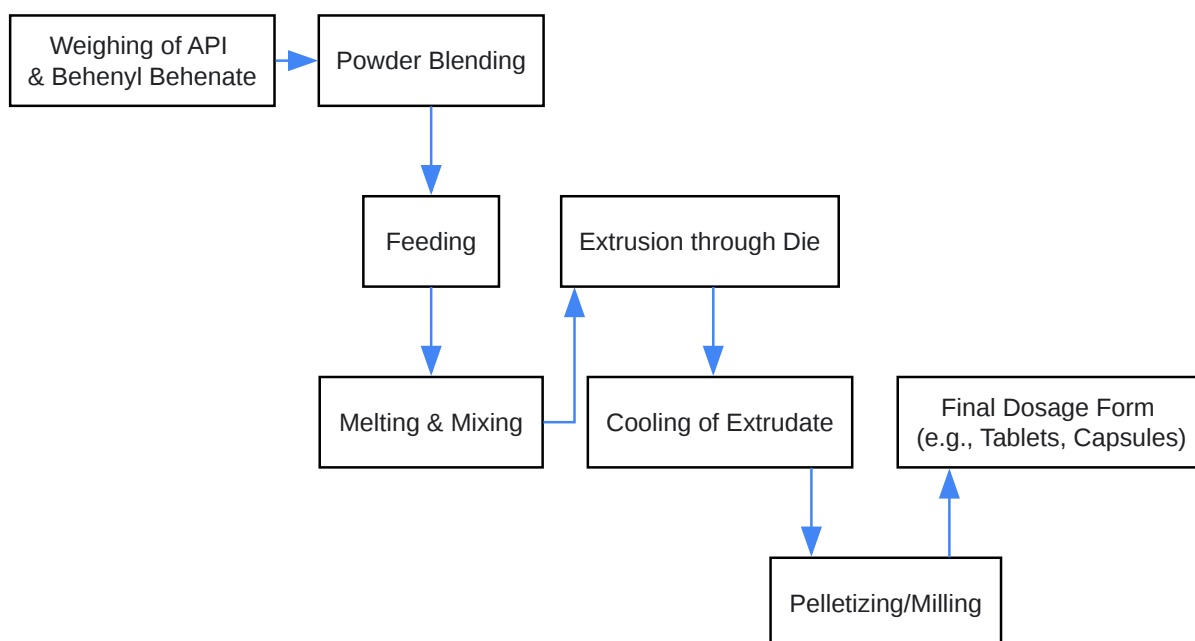 Weighing of API
& Behenyl Behenate
Powder Blending
Feeding
Extrusion through Die
Melting & Mixing
Cooling of Extrudate
Final Dosage Form
(e.g., Tablets, Capsules)
Pelletizing/Milling